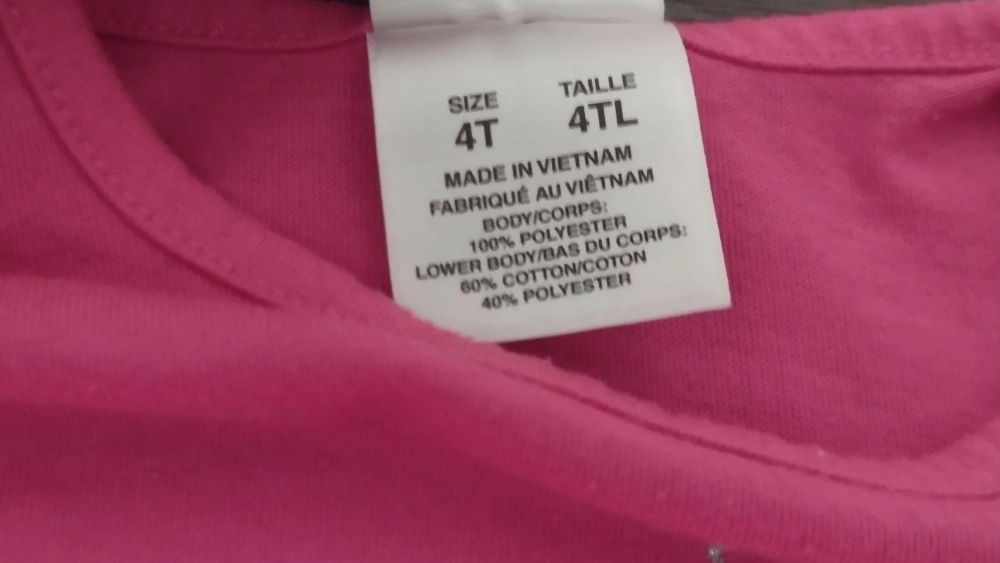 SIZE TAILLE
4T 4TL
MADE IN VIETNAM
FABRIQUÉ AU VIÊTNAM
BODY/CORPS:
100% POLYESTER
LOWER BODY/BAS DU CORPS:
60% COTTON/COTON
40% POLYESTER